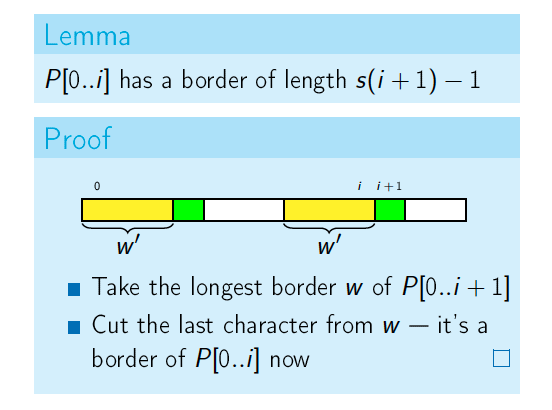 Lemma
P[0..i] has a border of length s(i + 1) − 1
Proof
0 i i + 1
w′ w′
Take the longest border w of P[0..i + 1]
Cut the last character from w — it's a
border of P[0..i] now